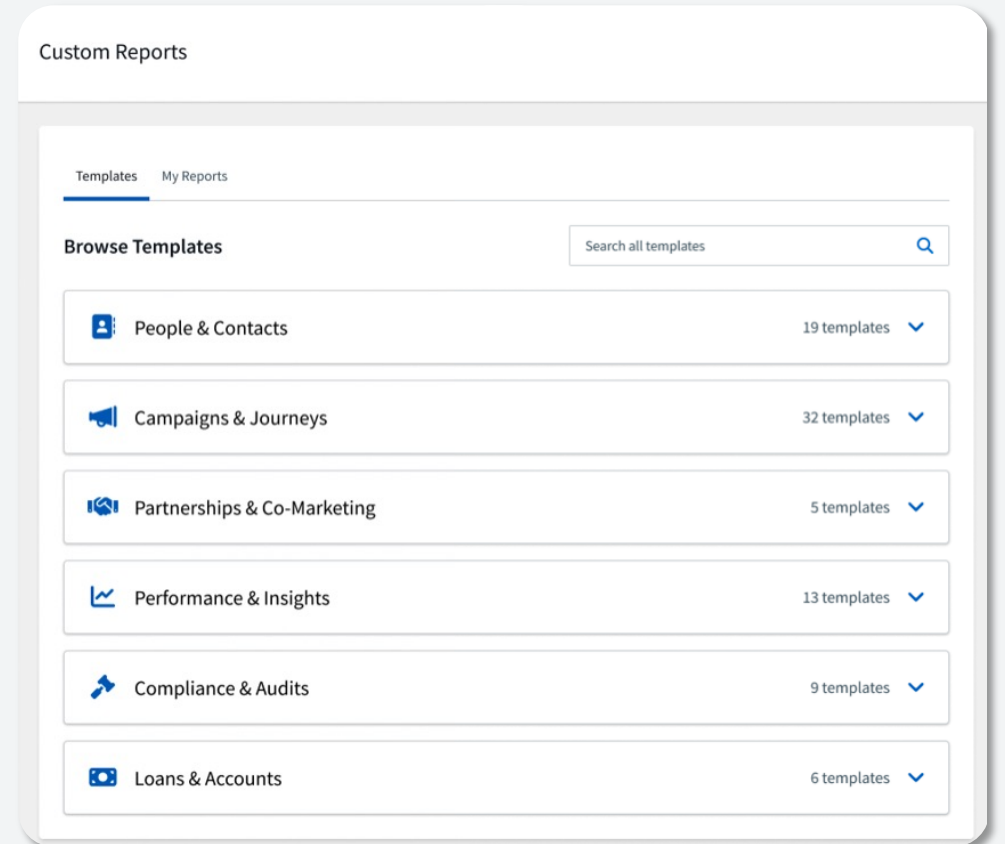 Custom Reports
Templates My Reports
Browse Templates
Search all templates
People & Contacts 19 templates
Campaigns & Journeys 32 templates
Partnerships & Co-Marketing 5 templates
Performance & Insights 13 templates
Compliance & Audits 9 templates
Loans & Accounts 6 templates